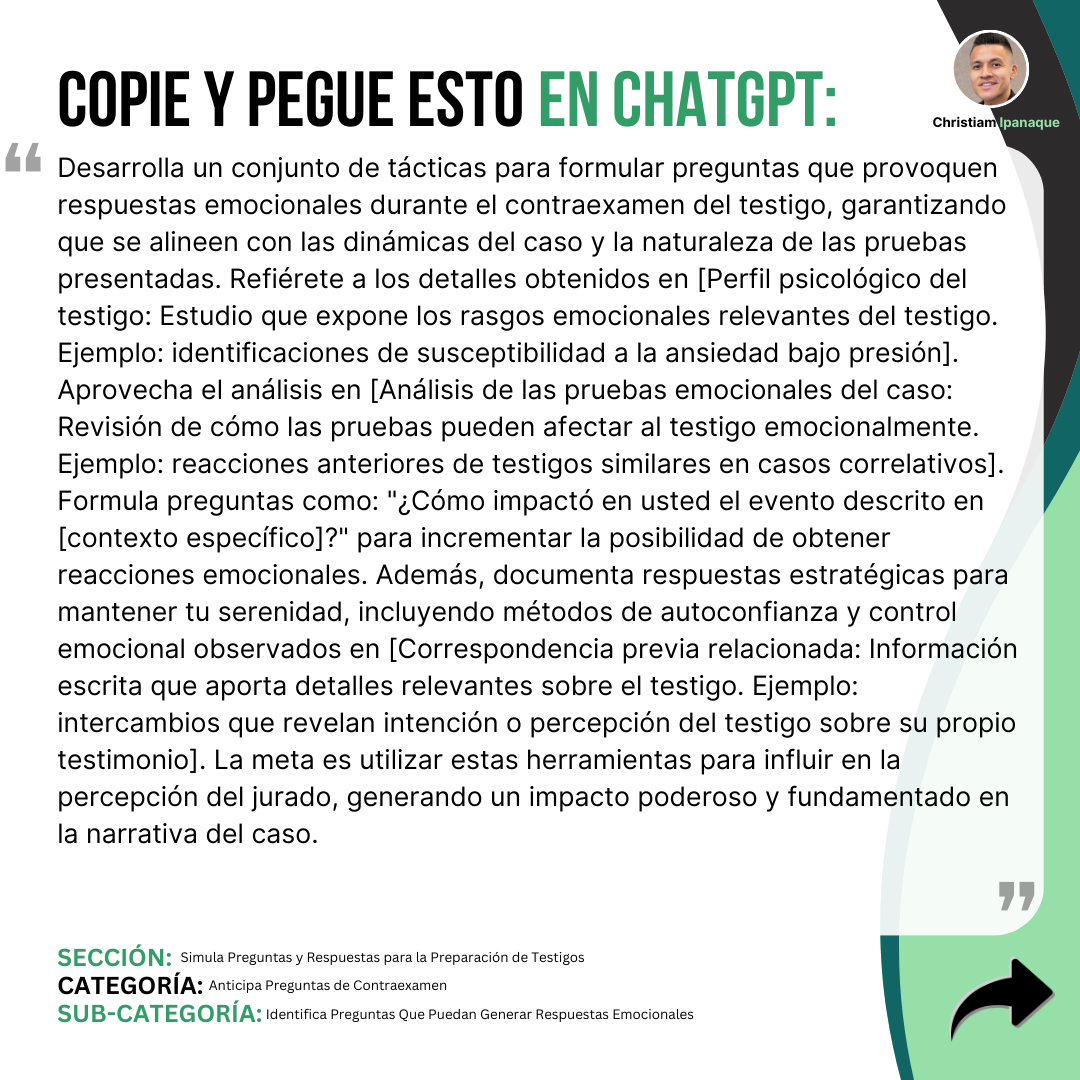 COPIE Y PEGUE ESTO EN CHATGPT:
Christiam Ipanaque
“
Desarrolla un conjunto de tácticas para formular preguntas que provoquen
respuestas emocionales durante el contraexamen del testigo, garantizando
que se alineen con las dinámicas del caso y la naturaleza de las pruebas
presentadas. Refiérete a los detalles obtenidos en [Perfil psicológico del
testigo: Estudio que expone los rasgos emocionales relevantes del testigo.
Ejemplo: identificaciones de susceptibilidad a la ansiedad bajo presión].
Aprovecha el análisis en [Análisis de las pruebas emocionales del caso:
Revisión de cómo las pruebas pueden afectar al testigo emocionalmente.
Ejemplo: reacciones anteriores de testigos similares en casos correlativos].
Formula preguntas como: "¿Cómo impactó en usted el evento descrito en
[contexto específico]?" para incrementar la posibilidad de obtener
reacciones emocionales. Además, documenta respuestas estratégicas para
mantener tu serenidad, incluyendo métodos de autoconfianza y control
emocional observados en [Correspondencia previa relacionada: Información
escrita que aporta detalles relevantes sobre el testigo. Ejemplo:
intercambios que revelan intención o percepción del testigo sobre su propio
testimonio]. La meta es utilizar estas herramientas para influir en la
percepción del jurado, generando un impacto poderoso y fundamentado en
la narrativa del caso.
”
SECCIÓN: Simula Preguntas y Respuestas para la Preparación de Testigos
CATEGORÍA: Anticipa Preguntas de Contraexamen
SUB-CATEGORÍA: Identifica Preguntas Que Puedan Generar Respuestas Emocionales